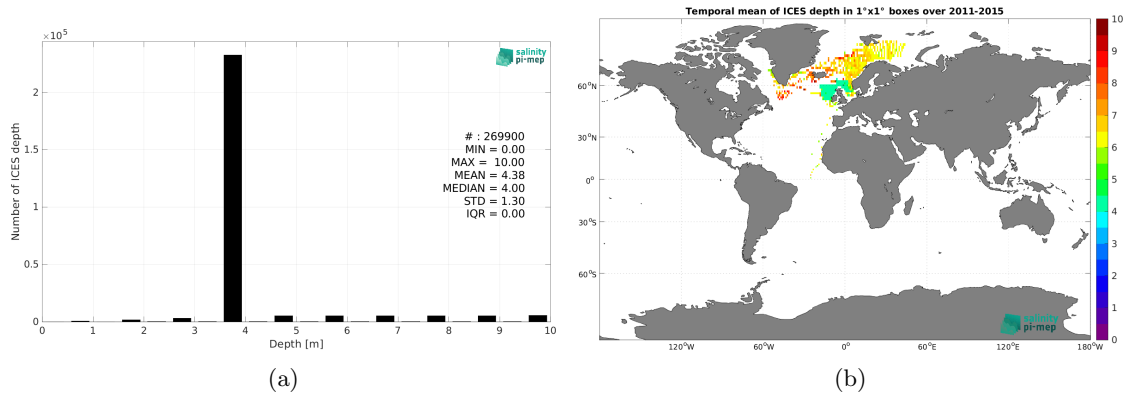 ×10⁵
salinity
pi-mep
# : 269900
MIN = 0.00
MAX = 10.00
MEAN = 4.38
MEDIAN = 4.00
STD = 1.30
IQR = 0.00
Number of ICES depth
2
1.5
1
0.5
0
0 1 2 3 4 5 6 7 8 9 10
Depth [m]
(a)
Temporal mean of ICES depth in 1°x1° boxes over 2011-2015
60°N
30°N
0°
30°S
60°S
120°W 60°W 0° 60°E 120°E 180°W
salinity
pi-mep
10
9
8
7
6
5
4
3
2
1
0
(b)